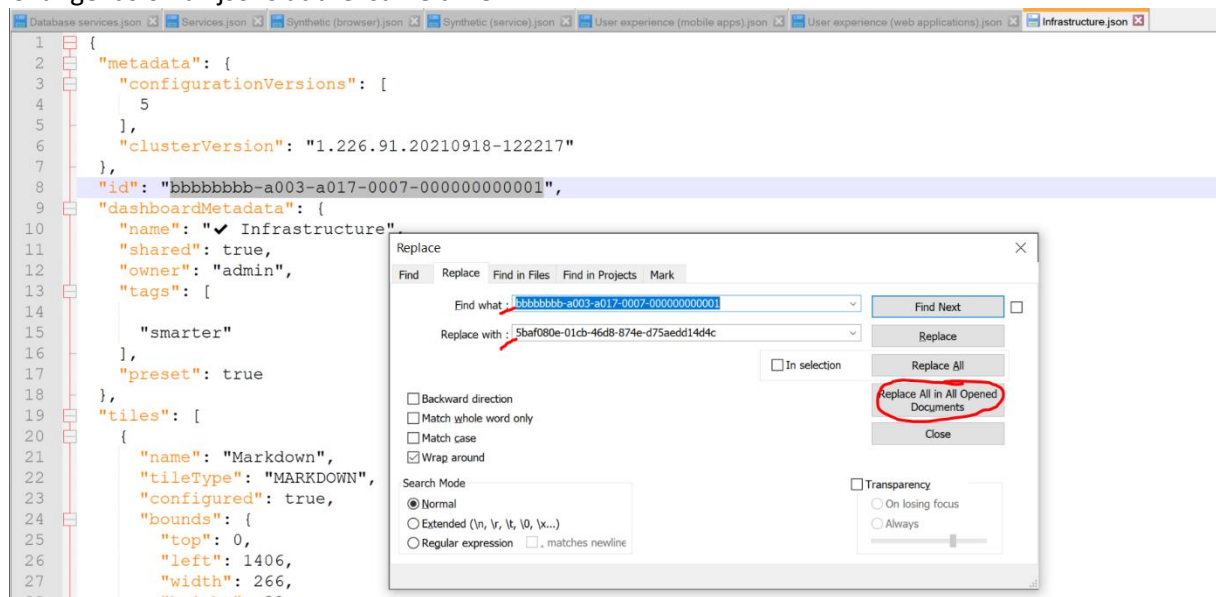 Database services.json Services.json Synthetic (browser).json Synthetic (service).json User experience (mobile apps).json User experience (web applications).json Infrastructure.json
1 {
2 "metadata": {
3 "configurationVersions": [
4 5
5 ],
6 "clusterVersion": "1.226.91.20210918-122217"
7 },
8 "id": "bbbbbbbb-a003-a017-0007-000000000001",
9 "dashboardMetadata": {
10 "name": "✔ Infrastructure",
11 "shared": true,
12 "owner": "admin",
13 "tags": [
14
15 "smarter"
16 ],
17 "preset": true
18 },
19 "tiles": [
20 {
21 "name": "Markdown",
22 "tileType": "MARKDOWN",
23 "configured": true,
24 "bounds": {
25 "top": 0,
26 "left": 1406,
27 "width": 266,
Replace
Find Replace Find in Files Find in Projects Mark
Find what : bbbbbbbb-a003-a017-0007-000000000001
Find Next
Replace with : 5baf080e-01cb-46d8-874e-d75aedd14d4c
Replace
In selection
Replace All
Replace All in All Opened
Documents
Close
Backward direction
Match whole word only
Match case
Wrap around
Search Mode
Normal
Extended (\n, \r, \t, \0, \x...)
Regular expression . matches newline
Transparency
On losing focus
Always